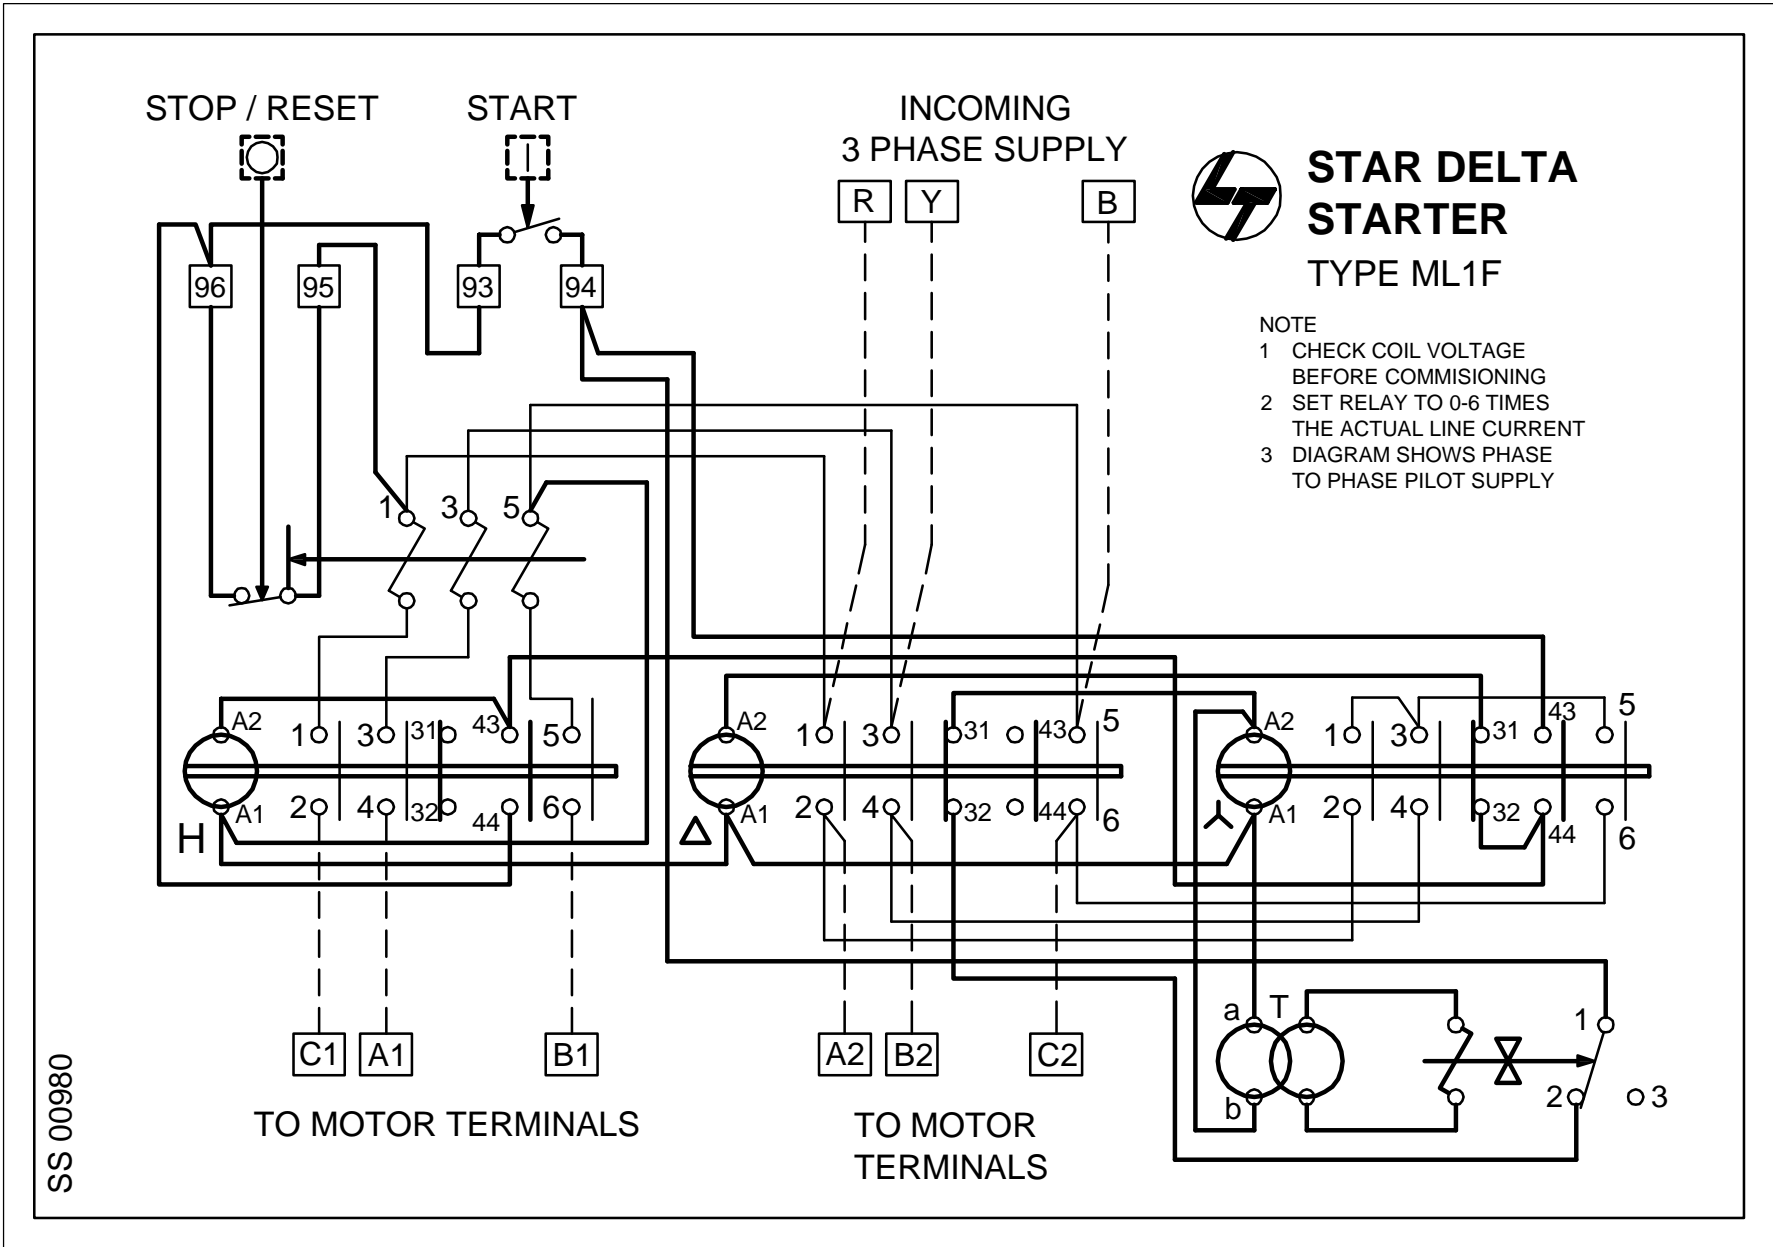 STOP / RESET
START
INCOMING
3 PHASE SUPPLY
STAR DELTA
STARTER
TYPE ML1F
R Y B
96 95 93 94
NOTE
1 CHECK COIL VOLTAGE
BEFORE COMMISIONING
2 SET RELAY TO 0-6 TIMES
THE ACTUAL LINE CURRENT
3 DIAGRAM SHOWS PHASE
TO PHASE PILOT SUPPLY
1 3 5
A2 1 3 31 43 5
A1 2 4 32 44 6
H
A2 1 3 31 43 5
A1 2 4 32 44 6
A2 1 3 31 43 5
A1 2 4 32 44 6
a T 1
b 2 3
C1 A1 B1
A2 B2 C2
TO MOTOR TERMINALS
TO MOTOR
TERMINALS
SS 00980